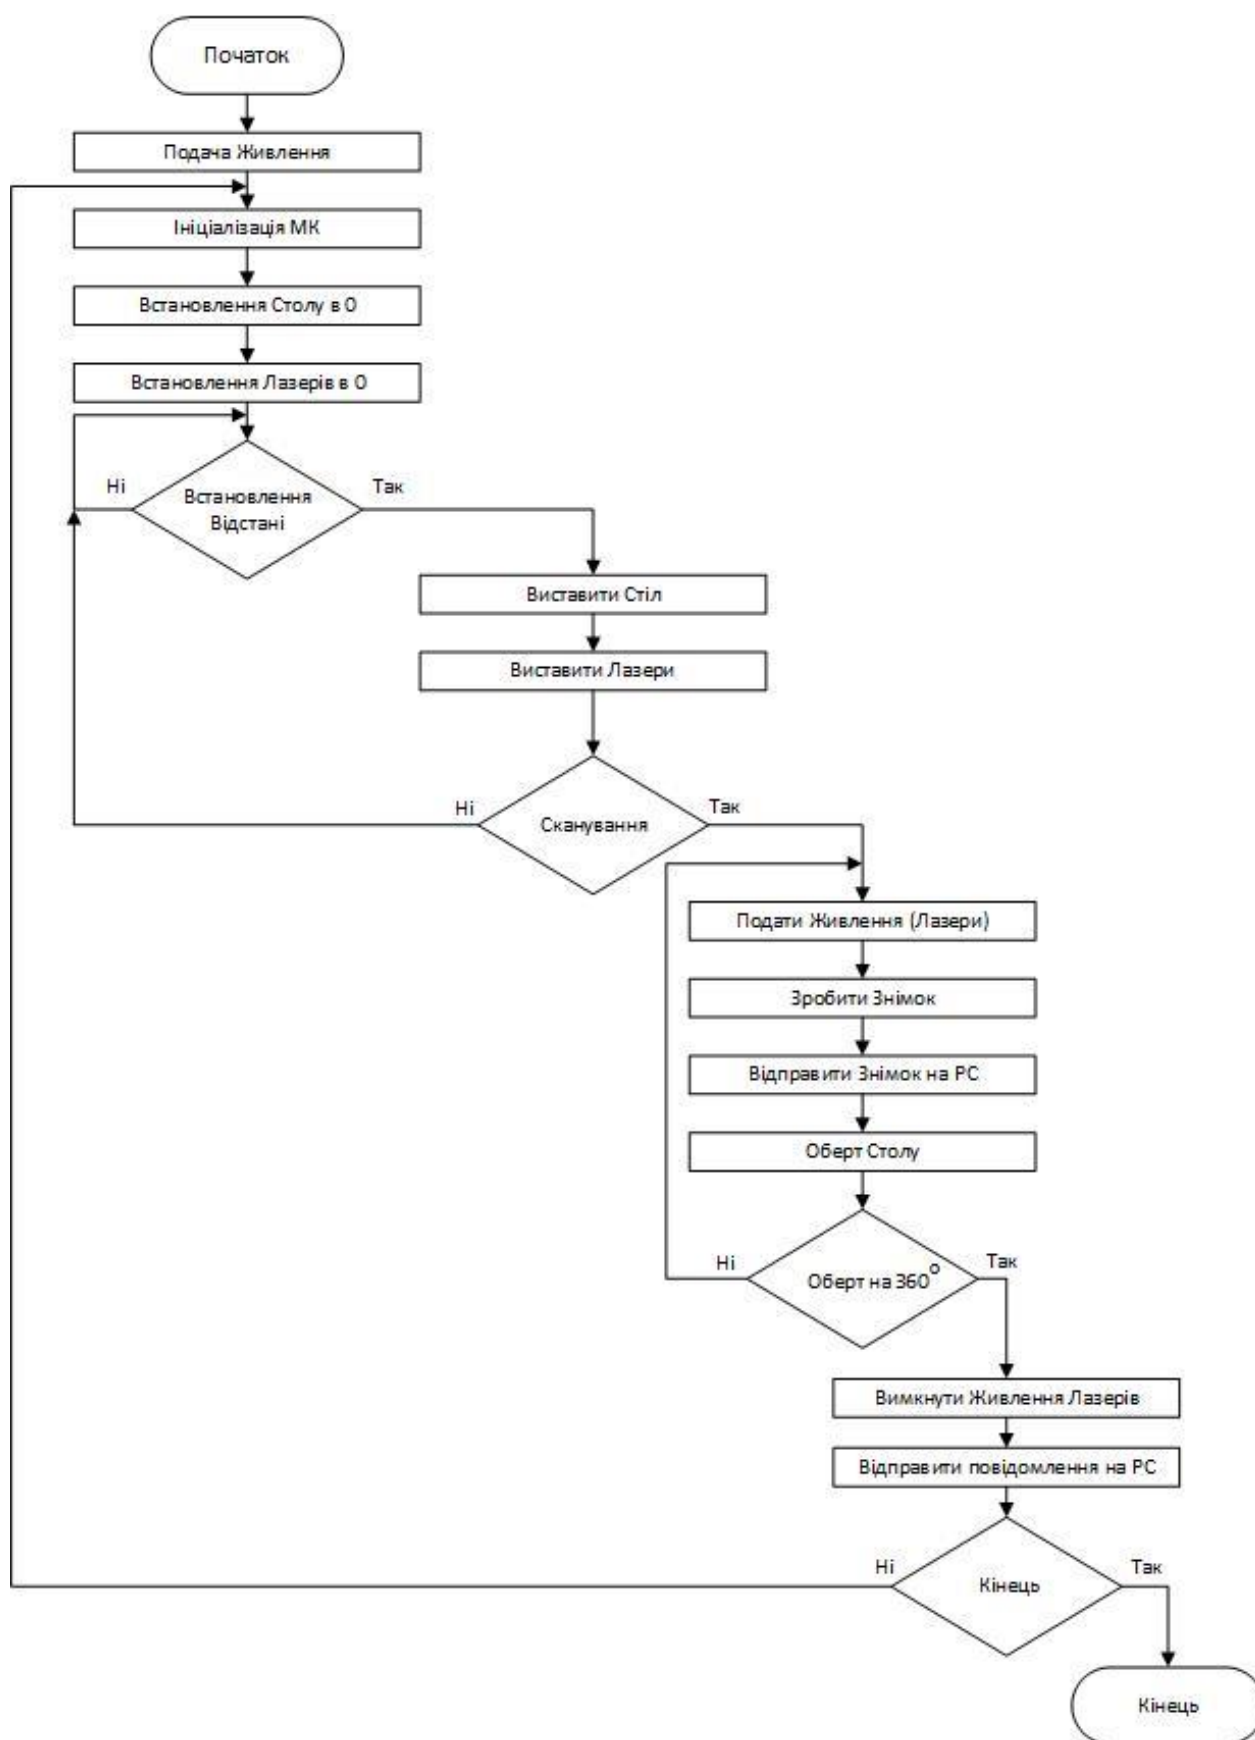 Початок
Подача Живлення
Ініціалізація МК
Встановлення Столу в 0
Встановлення Лазерів в 0
Ні
Так
Встановлення
Відстані
Виставити Стіл
Виставити Лазери
Ні
Так
Сканування
Подати Живлення (Лазери)
Зробити Знімок
Відправити Знімок на PC
Оберт Столу
Ні
Так
Оберт на 360°
Вимкнути Живлення Лазерів
Відправити повідомлення на PC
Ні
Так
Кінець
Кінець